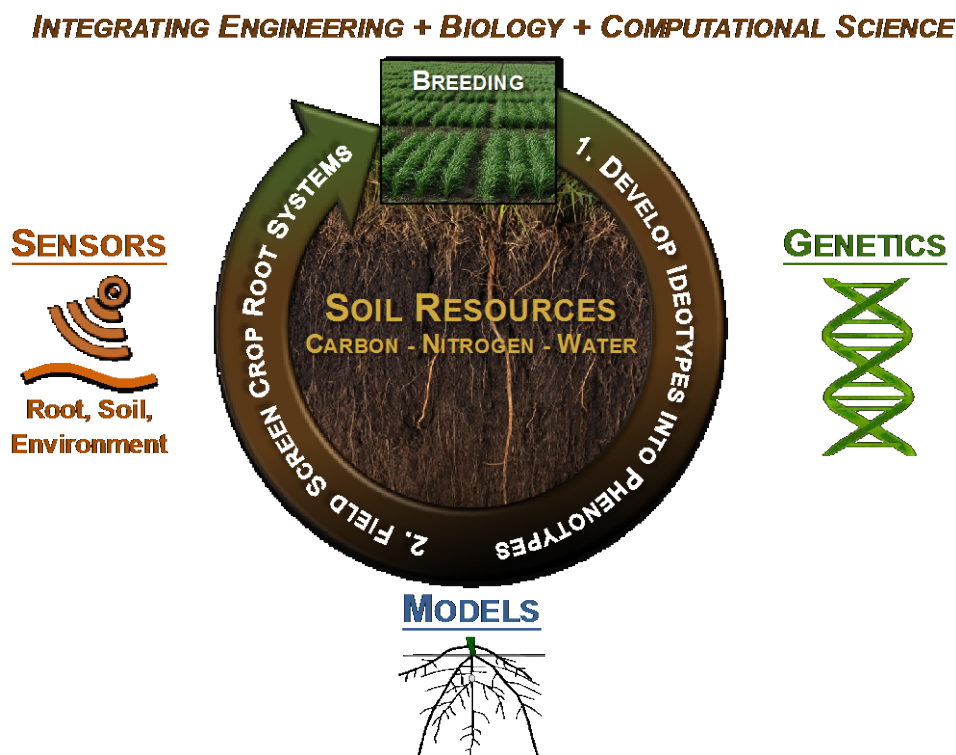 INTEGRATING ENGINEERING + BIOLOGY + COMPUTATIONAL SCIENCE
BREEDING
1. DEVELOP IDEOTYPES INTO PHENOTYPES
2. FIELD SCREEN CROP ROOT SYSTEMS
SENSORS
Root, Soil,
Environment
SOIL RESOURCES
CARBON - NITROGEN - WATER
GENETICS
MODELS